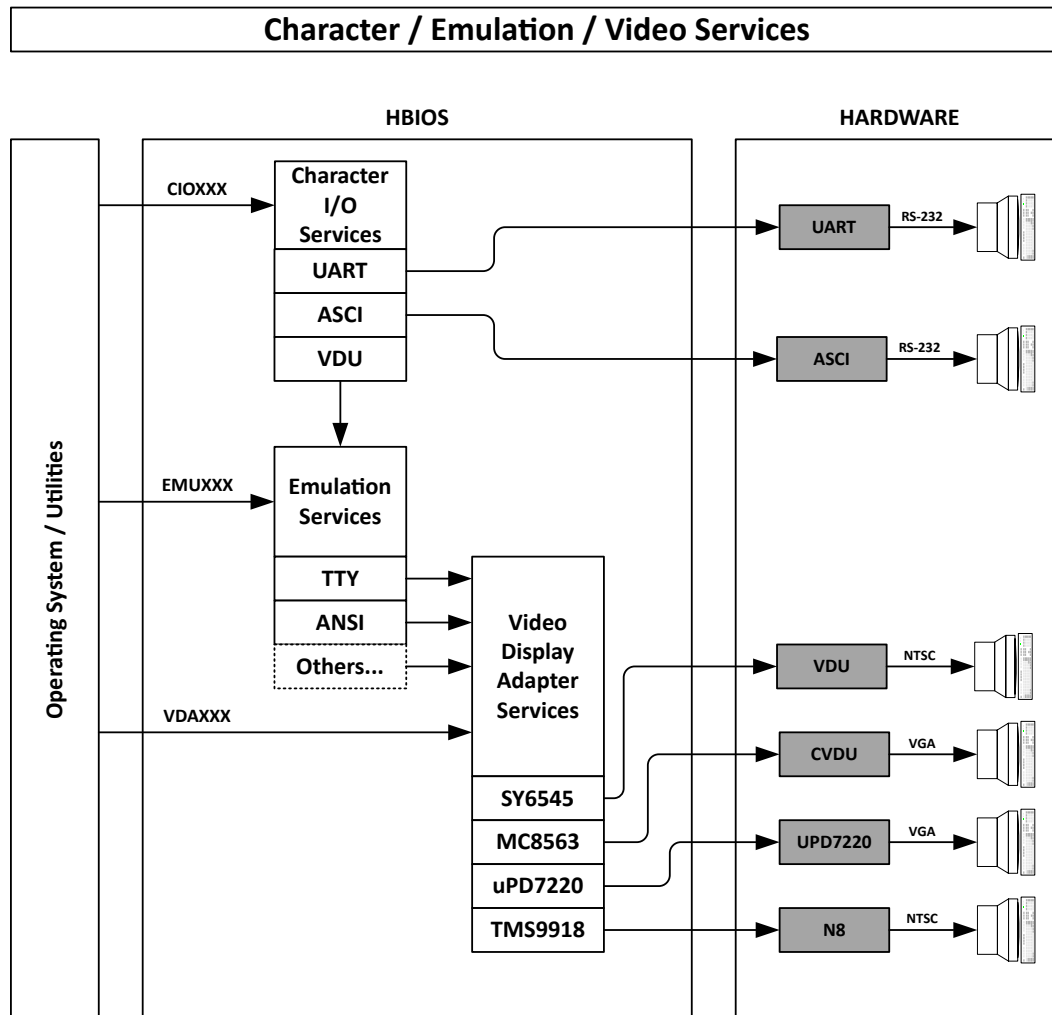 Character / Emulation / Video Services
HBIOS
HARDWARE
Operating System / Utilities
CIOXXX
Character
I/O
Services
UART
ASCI
VDU
EMUXXX
Emulation
Services
TTY
ANSI
Others...
VDAXXX
Video
Display
Adapter
Services
SY6545
MC8563
uPD7220
TMS9918
UART
RS-232
ASCI
RS-232
VDU
NTSC
CVDU
VGA
UPD7220
VGA
N8
NTSC